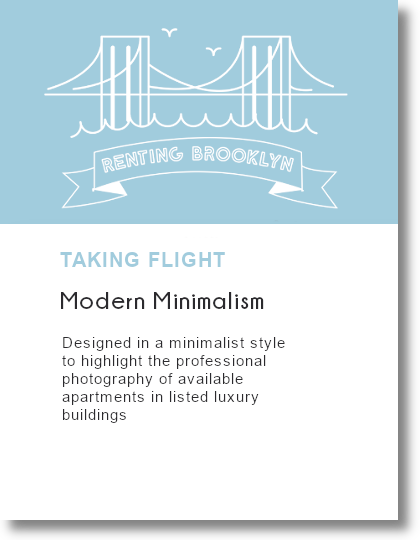 RENTING BROOKLYN
TAKING FLIGHT
Modern Minimalism
Designed in a minimalist style
to highlight the professional
photography of available
apartments in listed luxury
buildings